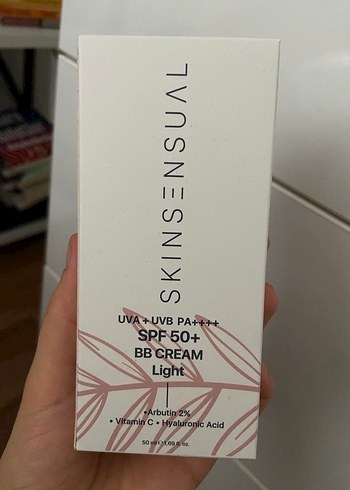 SKINSENSUAL
UVA + UVB PA++++
SPF 50+
BB CREAM
Light
•Arbutin 2%
• Vitamin C • Hyaluronic Acid
50 ml ℮ 1.69 fl. oz.